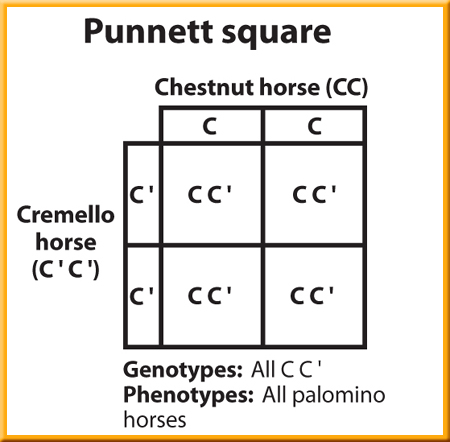 Punnett square
Chestnut horse (CC)
C C
C ' C C ' C C '
Cremello
horse
(C ' C ')
C ' C C ' C C '
Genotypes: All C C '
Phenotypes: All palomino
horses